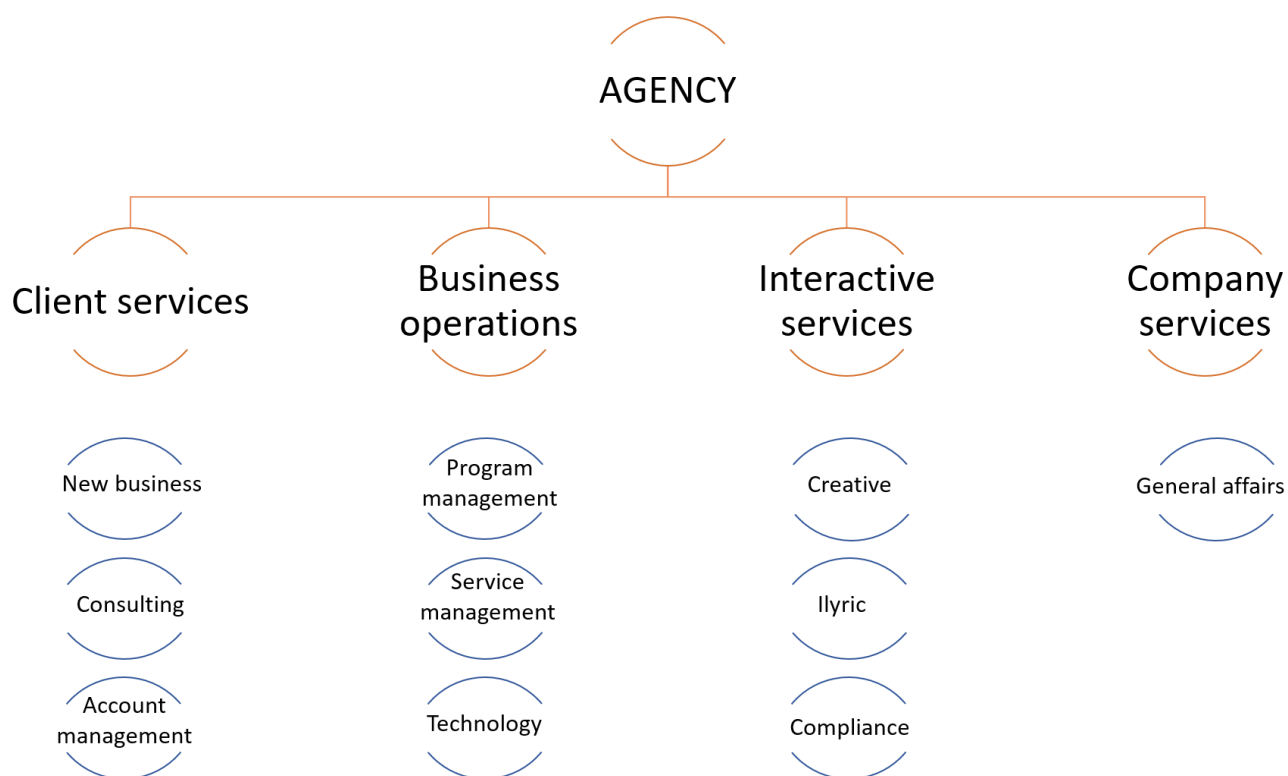 AGENCY
Client services
Business
operations
Interactive
services
Company
services
New business
Program
management
Creative
General affairs
Consulting
Service
management
Ilyric
Account
management
Technology
Compliance